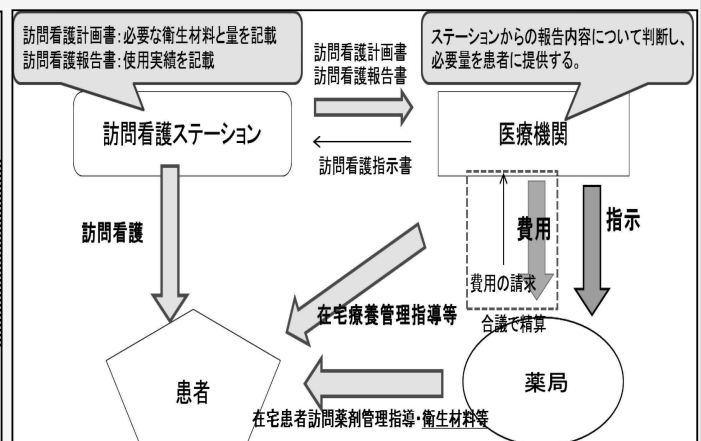 訪問看護計画書：必要な衛生材料と量を記載
訪問看護報告書：使用実績を記載
ステーションからの報告内容について判断し、
必要量を患者に提供する。
訪問看護計画書
訪問看護報告書
訪問看護ステーション
医療機関
訪問看護指示書
訪問看護
費用
指示
費用の請求
在宅療養管理指導等
合議で精算
患者
薬局
在宅患者訪問薬剤管理指導・衛生材料等